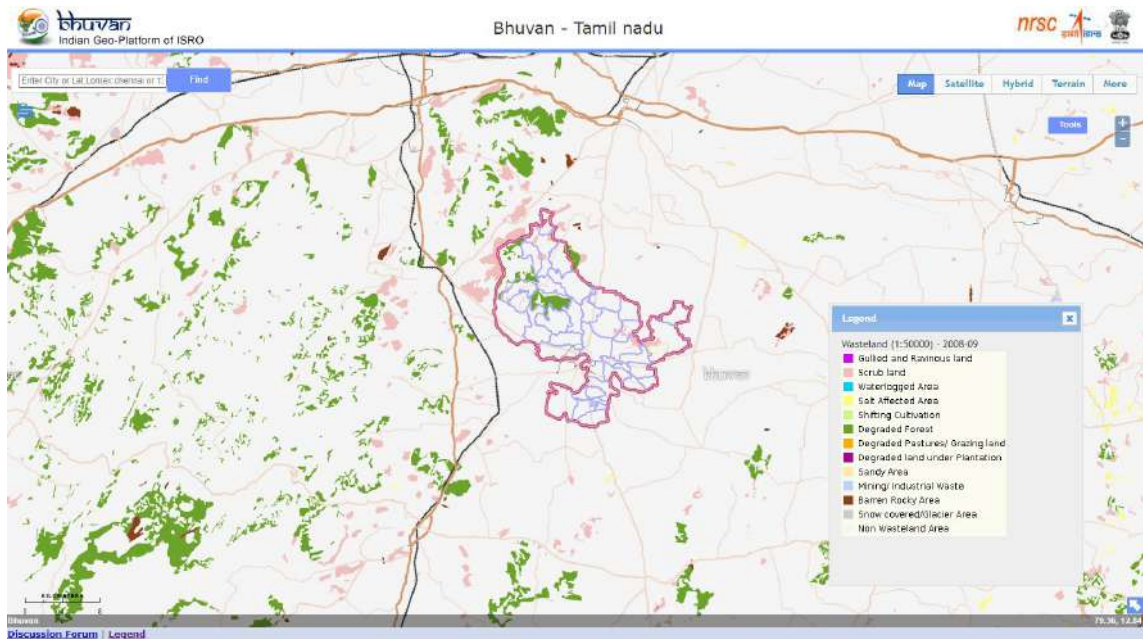 bhuvan
Indian Geo-Platform of ISRO
Bhuvan - Tamil nadu
nrsc
Find
Map Satellite Hybrid Terrain More
Tools
+
-
Legend
x
Wasteland (1:50000) - 2008-09
Gullied and Ravinous land
Scrub land
Waterlogged Area
Salt Affected Area
Shifting Cultivation
Degraded Forest
Degraded Pastures/ Grazing land
Degraded land under Plantation
Sandy Area
Mining/ Industrial Waste
Barren Rocky Area
Snow covered/Glacier Area
Non Wasteland Area
bhuvan
Bhuvan
Discussion Forum | Legend